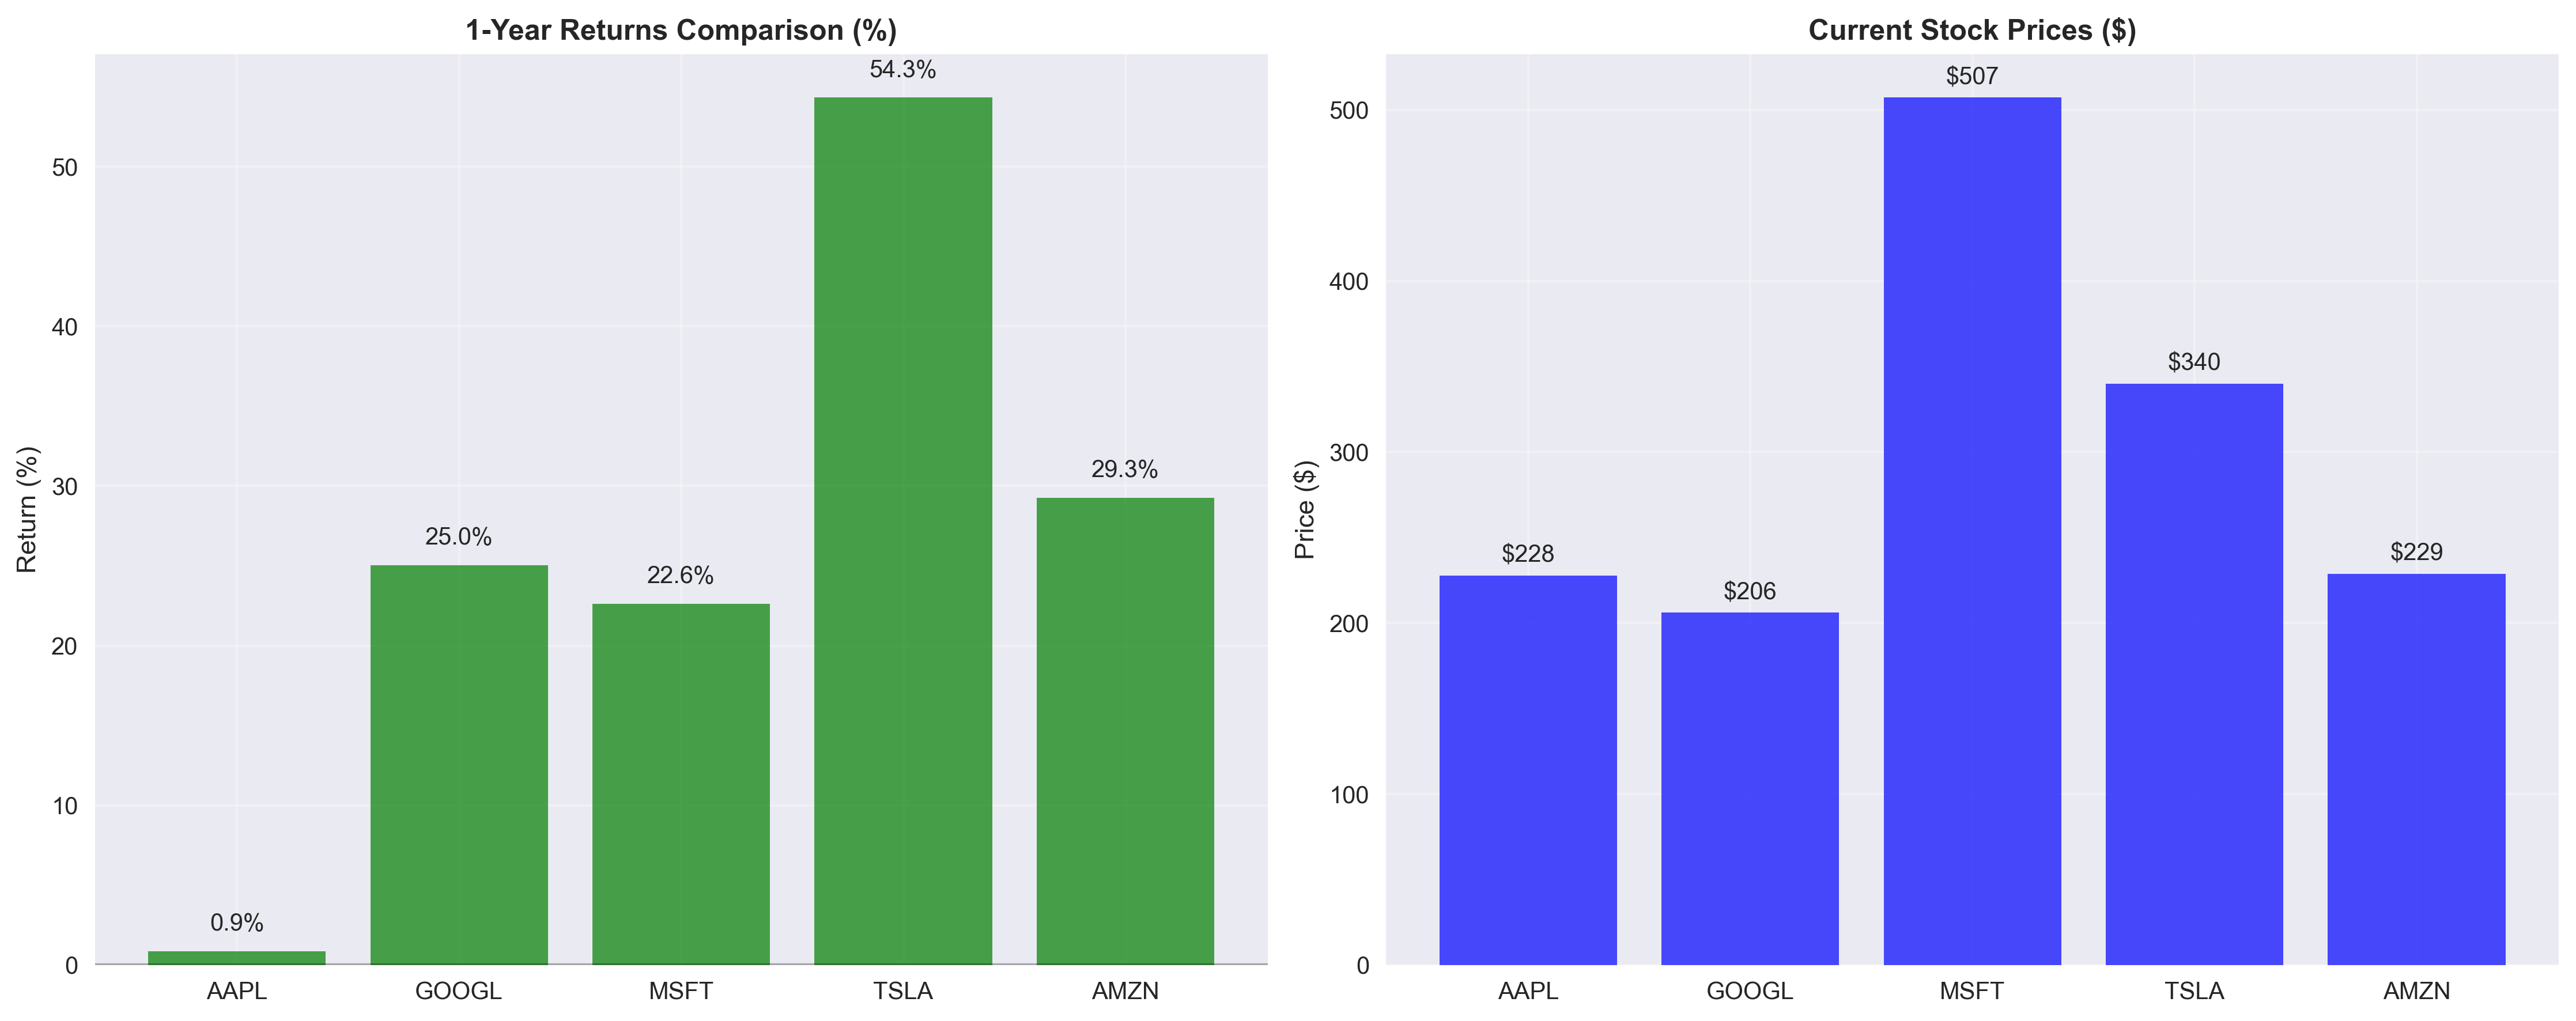 1-Year Returns Comparison (%)
Return (%)
50
40
30
20
10
0
0.9%
25.0%
22.6%
54.3%
29.3%
AAPL
GOOGL
MSFT
TSLA
AMZN
Current Stock Prices ($)
Price ($)
500
400
300
200
100
0
$228
$206
$507
$340
$229
AAPL
GOOGL
MSFT
TSLA
AMZN